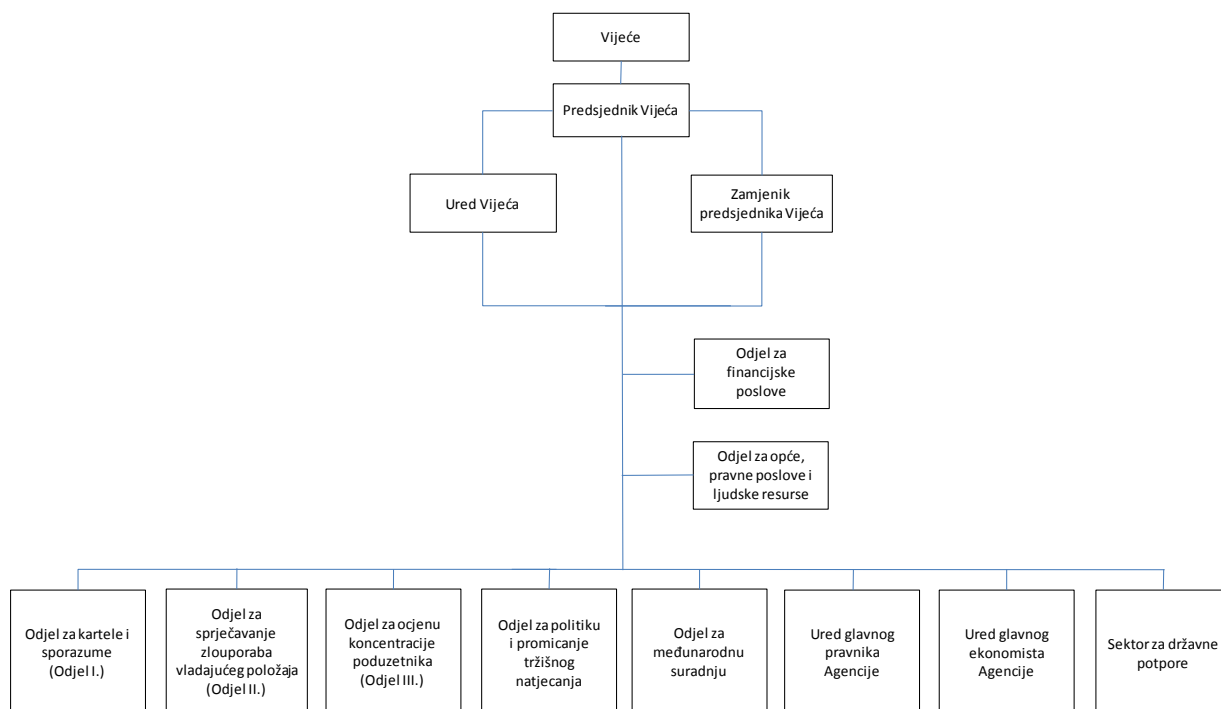 Vijeće
Predsjednik Vijeća
Ured Vijeća
Zamjenik
predsjednika Vijeća
Odjel za
financijske
poslove
Odjel za opće,
pravne poslove i
ljudske resurse
Odjel za kartele i
sporazume
(Odjel I.)
Odjel za
sprječavanje
zlouporaba
vladajućeg položaja
(Odjel II.)
Odjel za ocjenu
koncentracije
poduzetnika
(Odjel III.)
Odjel za politiku
i promicanje
tržišnog
natjecanja
Odjel za
međunarodnu
suradnju
Ured glavnog
pravnika
Agencije
Ured glavnog
ekonomista
Agencije
Sektor za državne
potpore